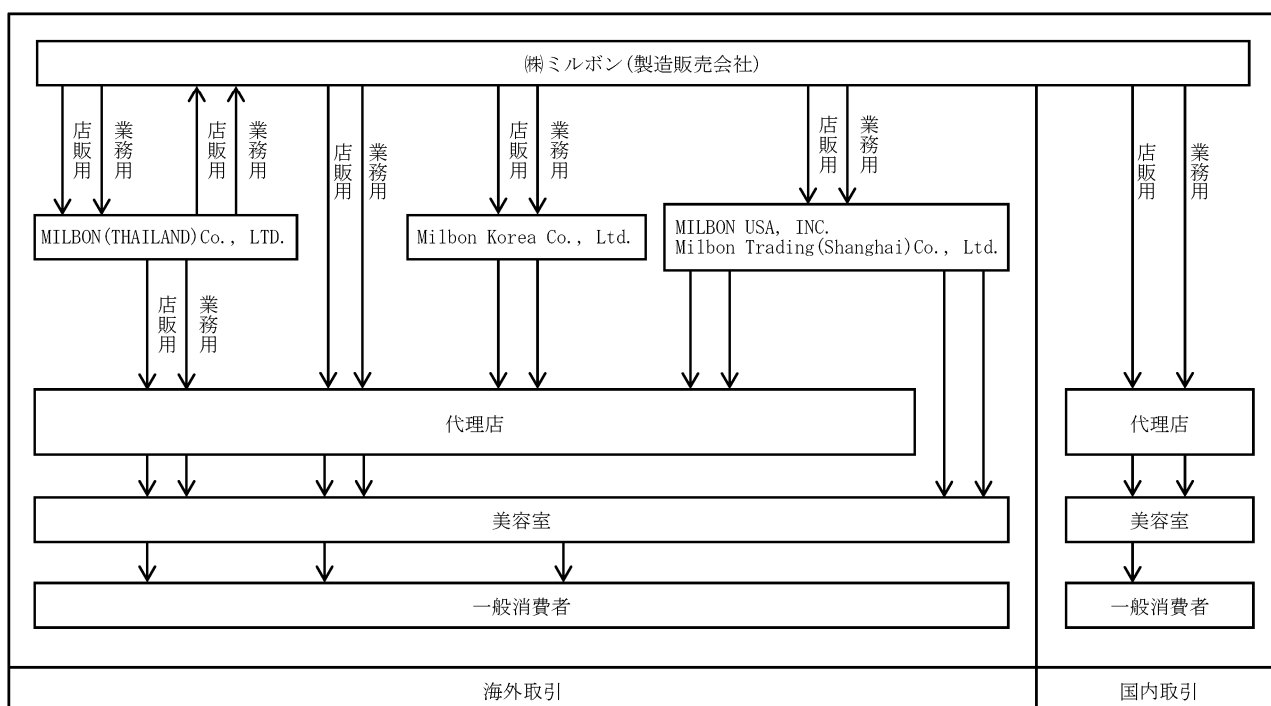 ㈱ミルボン(製造販売会社)
店販用
業務用
店販用
業務用
店販用
業務用
店販用
業務用
店販用
業務用
店販用
業務用
MILBON(THAILAND)Co., LTD.
Milbon Korea Co., Ltd.
MILBON USA, INC.
Milbon Trading(Shanghai)Co., Ltd.
店販用
業務用
代理店
代理店
美容室
美容室
一般消費者
一般消費者
海外取引
国内取引